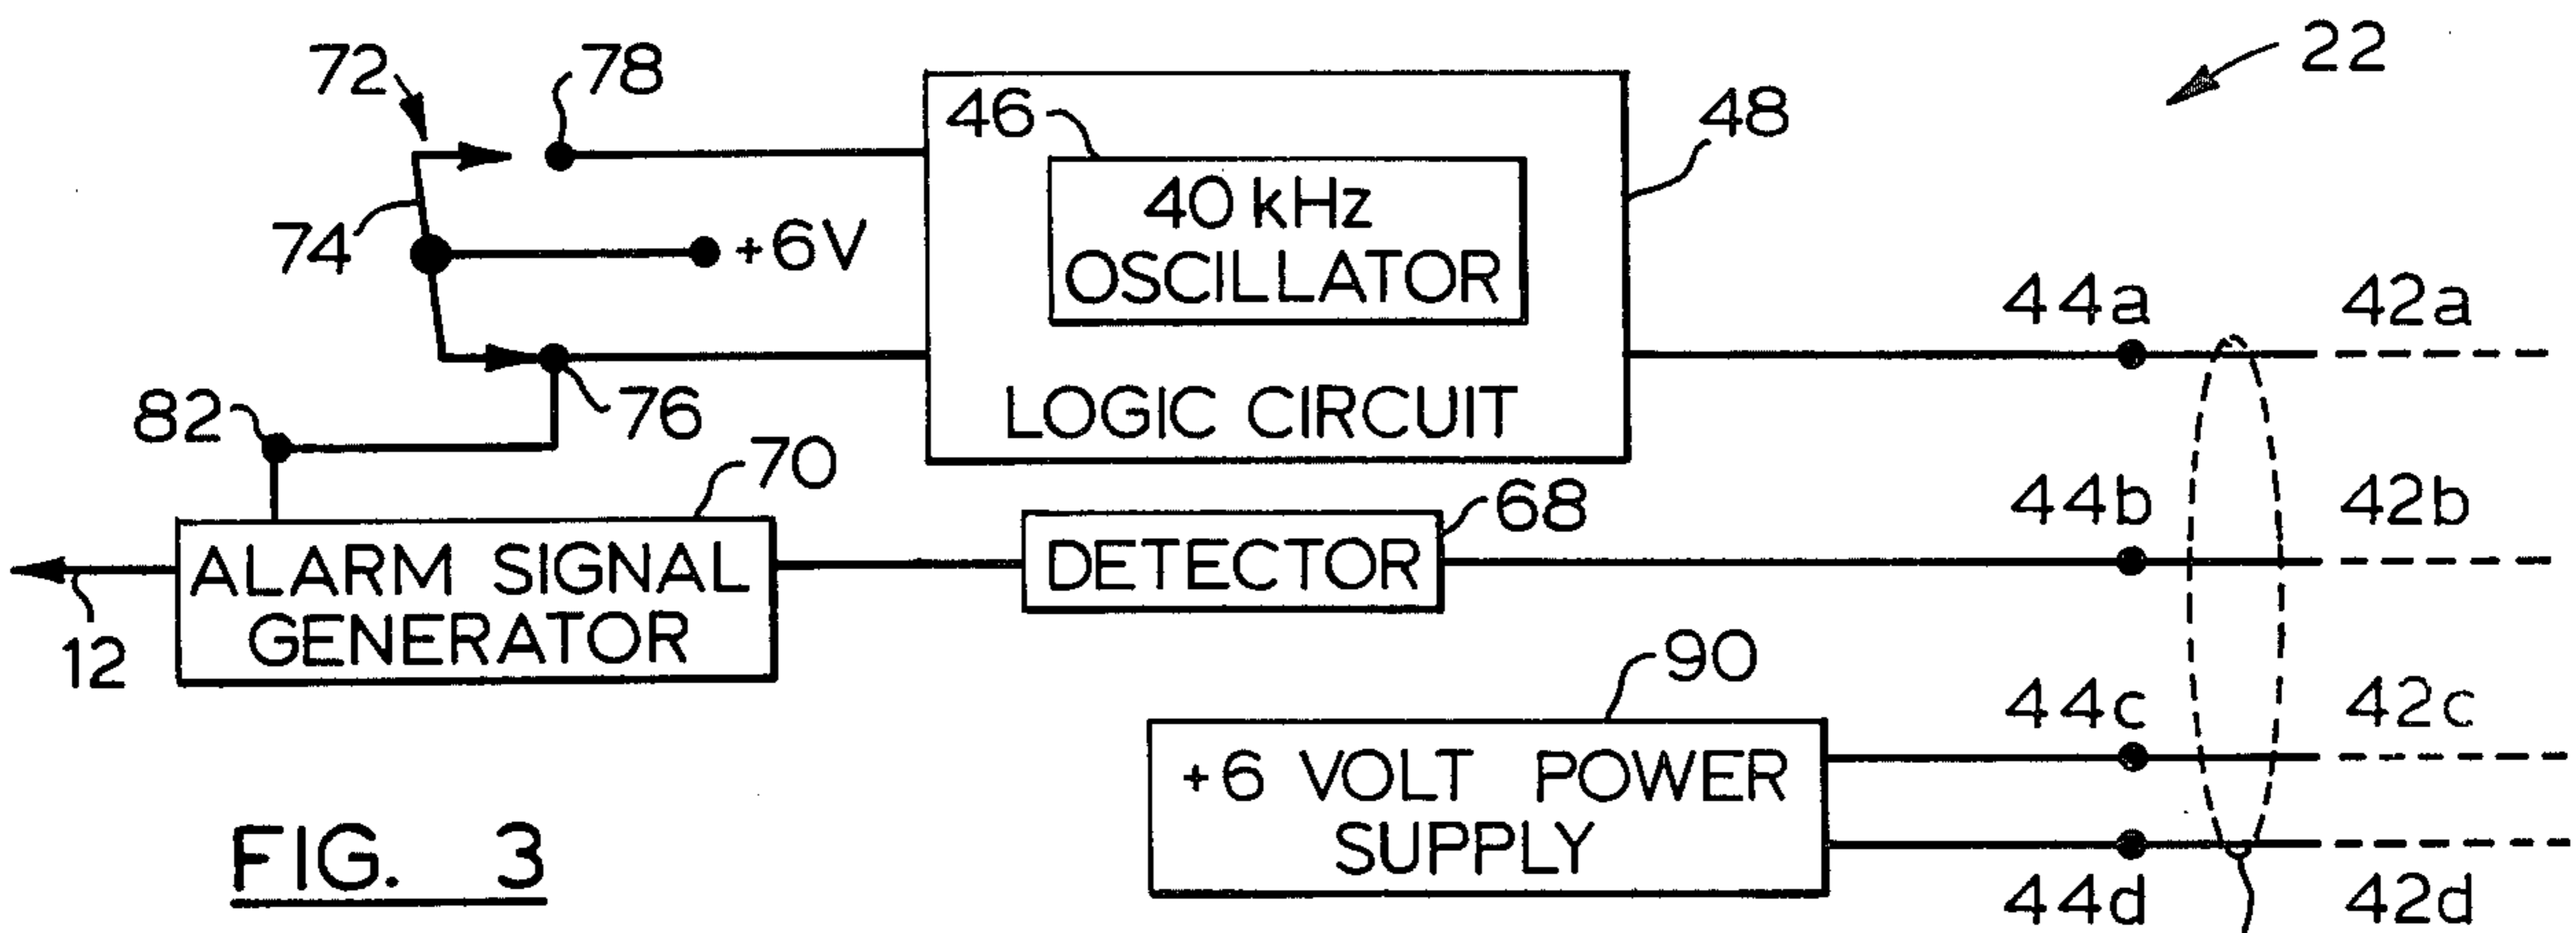 22
72
78
46
48
40 kHz
OSCILLATOR
74
+6V
44a
42a
LOGIC CIRCUIT
82
76
70
68
44b
42b
ALARM SIGNAL
GENERATOR
DETECTOR
12
90
44c
42c
+6 VOLT POWER
SUPPLY
44d
42d
FIG. 3